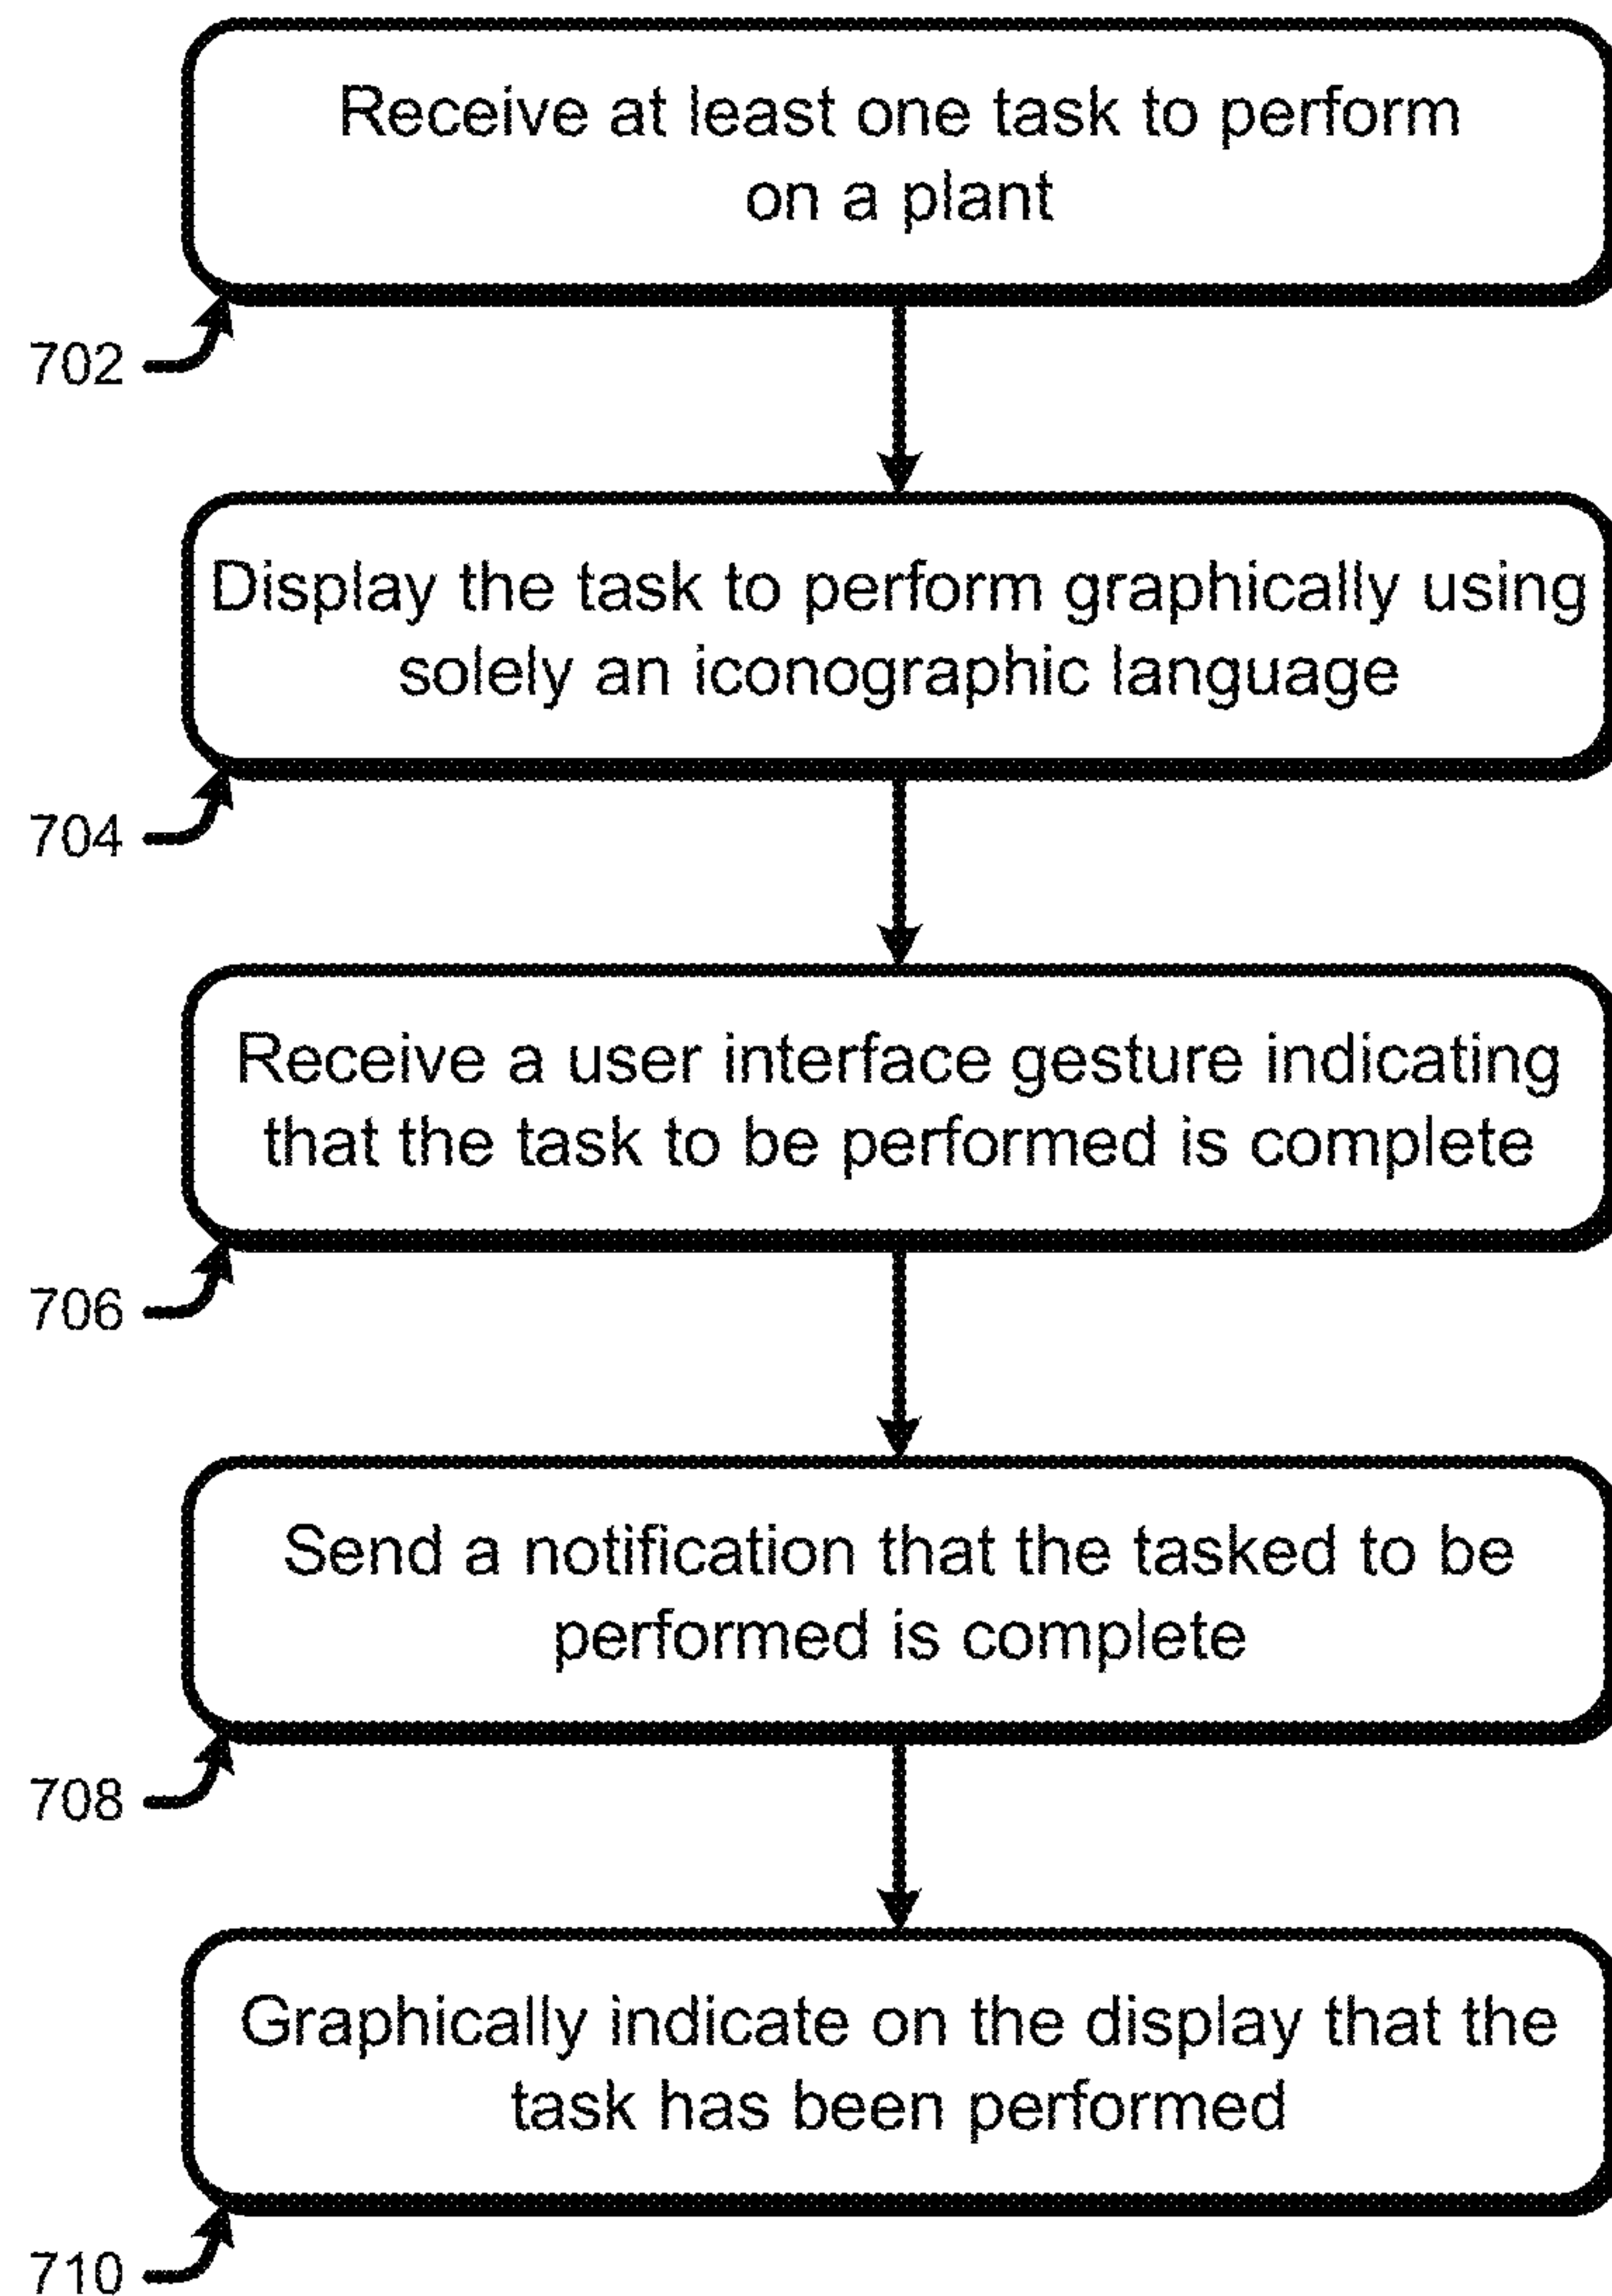 Receive at least one task to perform
on a plant
702
Display the task to perform graphically using
solely an iconographic language
704
Receive a user interface gesture indicating
that the task to be performed is complete
706
Send a notification that the tasked to be
performed is complete
708
Graphically indicate on the display that the
task has been performed
710